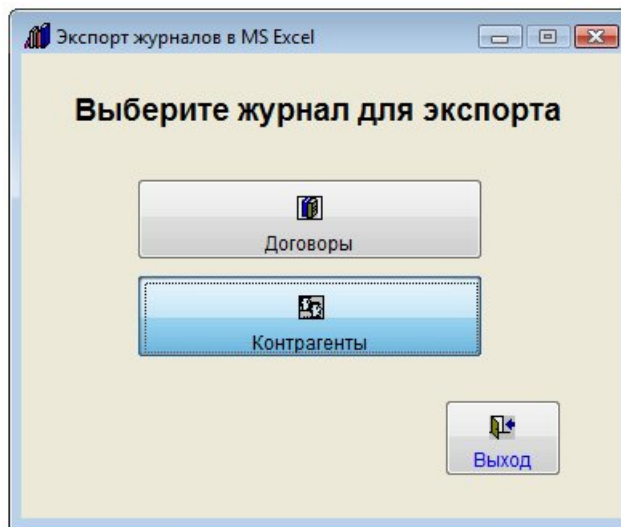 Экспорт журналов в MS Excel
Выберите журнал для экспорта
Договоры
Контрагенты
Выход